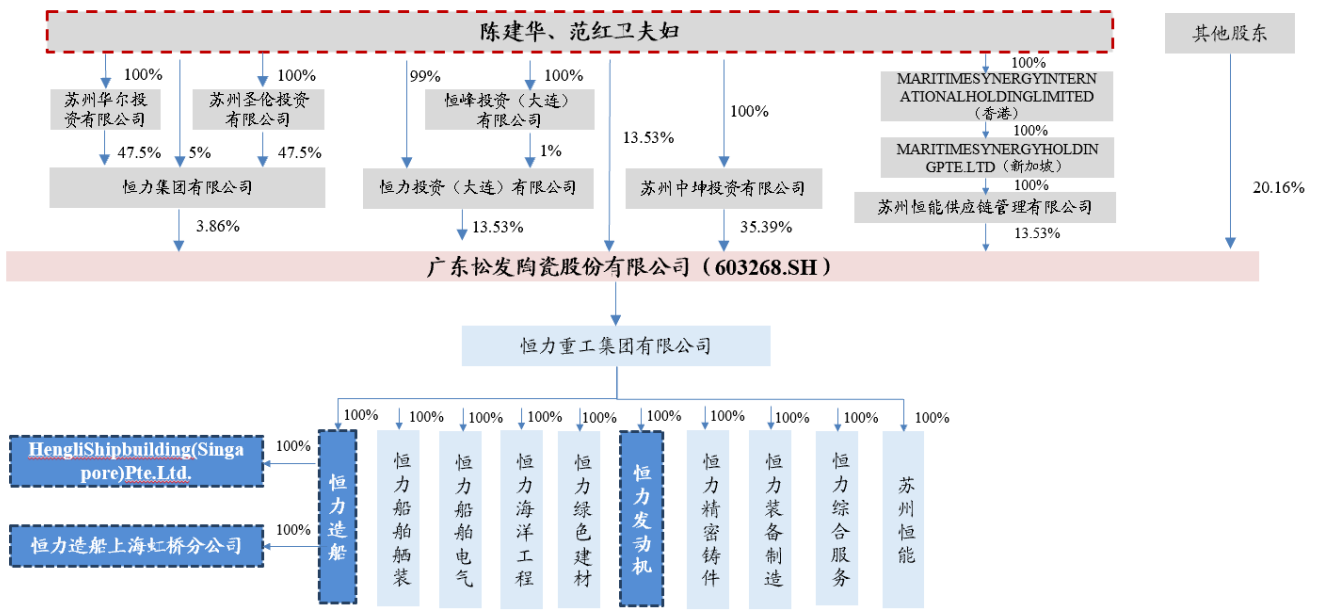 陈建华、范红卫夫妇
其他股东
100%
100%
99%
100%
100%
苏州华尔投
资有限公司
苏州圣伦投资
有限公司
恒峰投资（大连）
有限公司
13.53%
100%
MARITIMESYNERGYINTERN
ATIONALHOLDINGLIMITED
（香港）
100%
47.5%
5%
47.5%
1%
MARITIMESYNERGYHOLDIN
GPTE.LTD（新加坡）
100%
恒力集团有限公司
恒力投资（大连）有限公司
苏州中坤投资有限公司
苏州恒能供应链管理有限公司
20.16%
3.86%
13.53%
35.39%
13.53%
广东松发陶瓷股份有限公司（603268.SH）
恒力重工集团有限公司
100%
100%
100%
100%
100%
100%
100%
100%
100%
100%
HengliShipbuilding(Singa
pore)Pte.Ltd.
100%
恒力造船上海虹桥分公司
100%
恒力造船
恒力船舶舾装
恒力船舶电气
恒力海洋工程
恒力绿色建材
恒力发动机
恒力精密铸件
恒力装备制造
恒力综合服务
苏州恒能